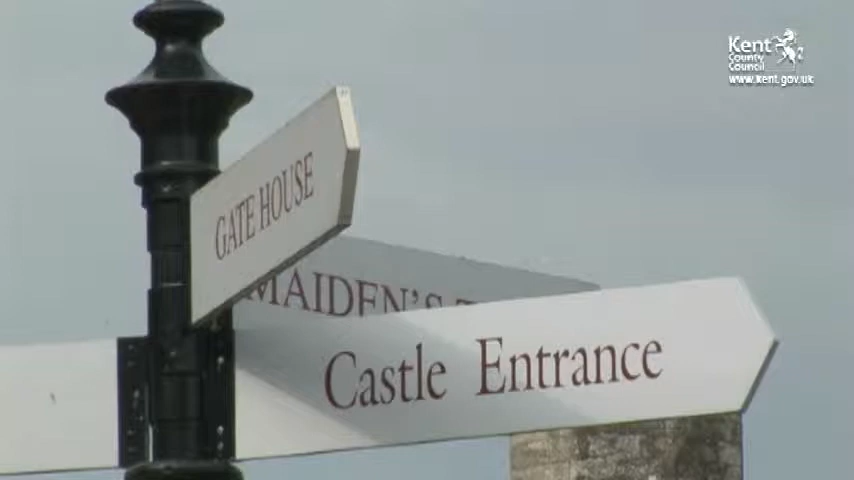 Kent
County
Council
www.kent.gov.uk
GATE HOUSE
MAIDEN'S
Castle Entrance